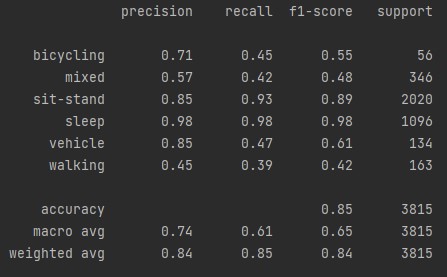 precision recall f1-score support
bicycling 0.71 0.45 0.55 56
mixed 0.57 0.42 0.48 346
sit-stand 0.85 0.93 0.89 2020
sleep 0.98 0.98 0.98 1096
vehicle 0.85 0.47 0.61 134
walking 0.45 0.39 0.42 163
accuracy 0.85 3815
macro avg 0.74 0.61 0.65 3815
weighted avg 0.84 0.85 0.84 3815